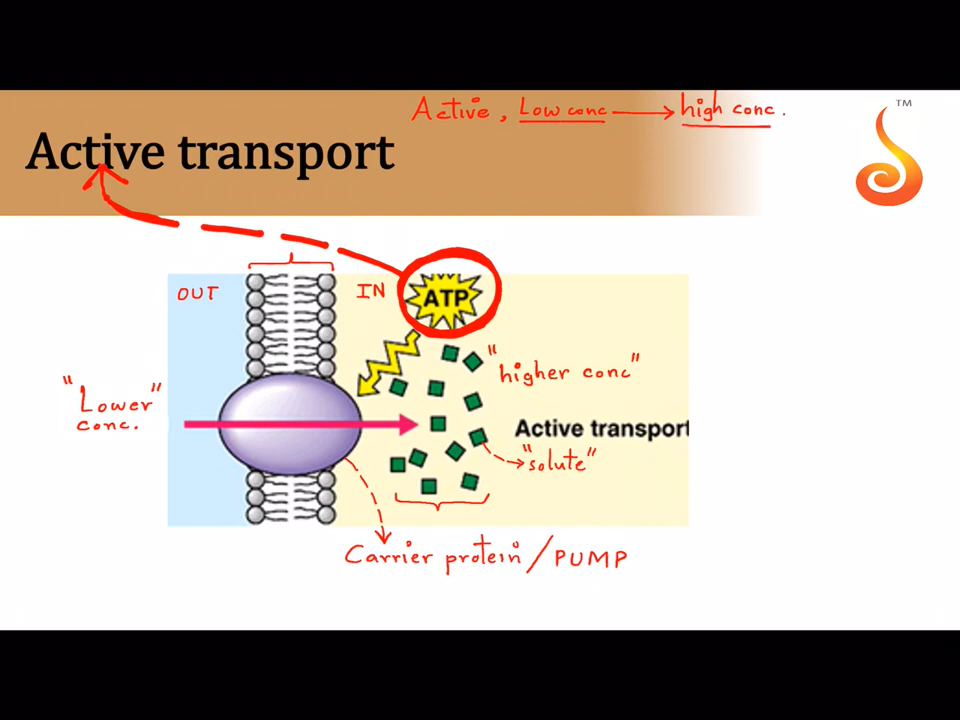 Active, Low conc → high conc.
TM
Active transport
OUT
IN
ATP
"higher conc"
"Lower"
conc.
Active transport
"solute"
Carrier protein/PUMP